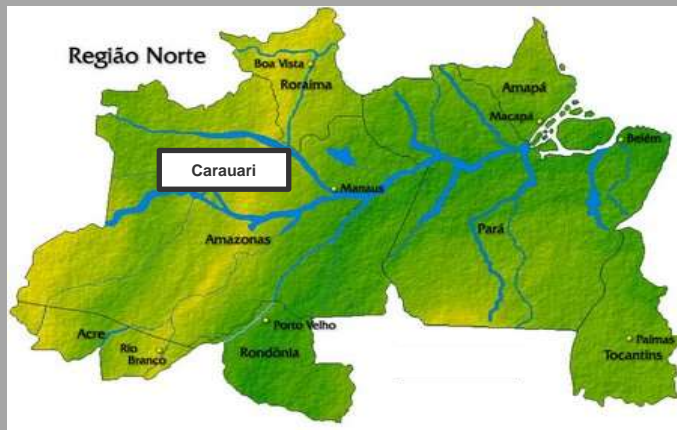 Região Norte
Boa Vista
Roraima
Amapá
Macapá
Belém
Carauari
Manaus
Amazonas
Pará
Acre
Rio
Branco
Porto Velho
Rondônia
Palmas
Tocantins